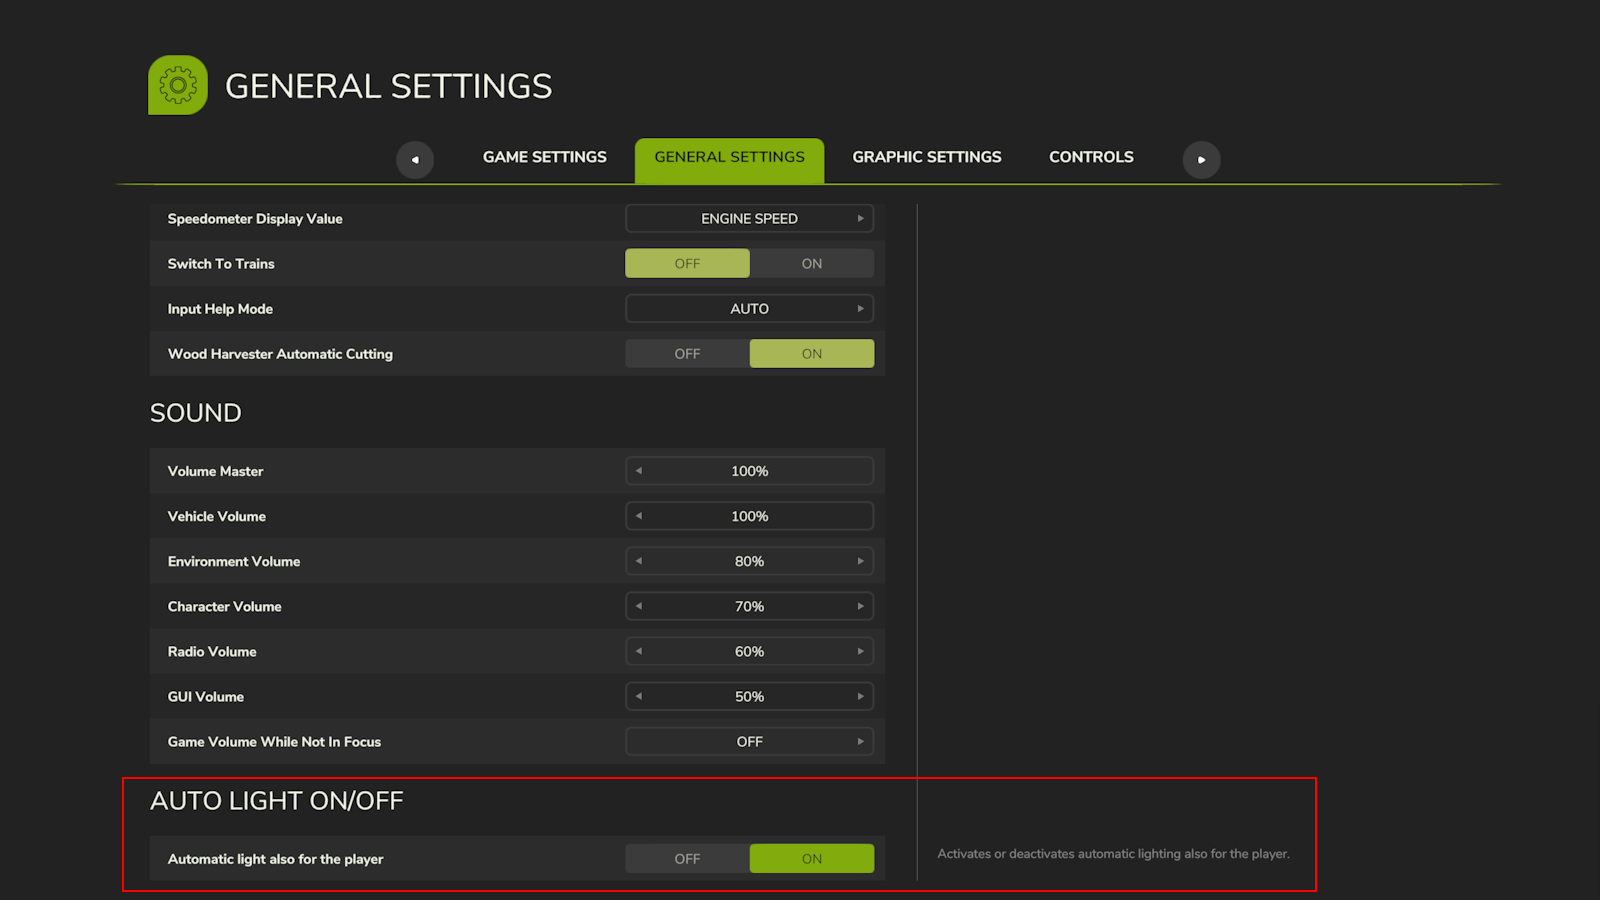 GENERAL SETTINGS
GAME SETTINGS
GENERAL SETTINGS
GRAPHIC SETTINGS
CONTROLS
Speedometer Display Value ENGINE SPEED
Switch To Trains OFF ON
Input Help Mode AUTO
Wood Harvester Automatic Cutting OFF ON
SOUND
Volume Master 100%
Vehicle Volume 100%
Environment Volume 80%
Character Volume 70%
Radio Volume 60%
GUI Volume 50%
Game Volume While Not In Focus OFF
AUTO LIGHT ON/OFF
Automatic light also for the player OFF ON
Activates or deactivates automatic lighting also for the player.